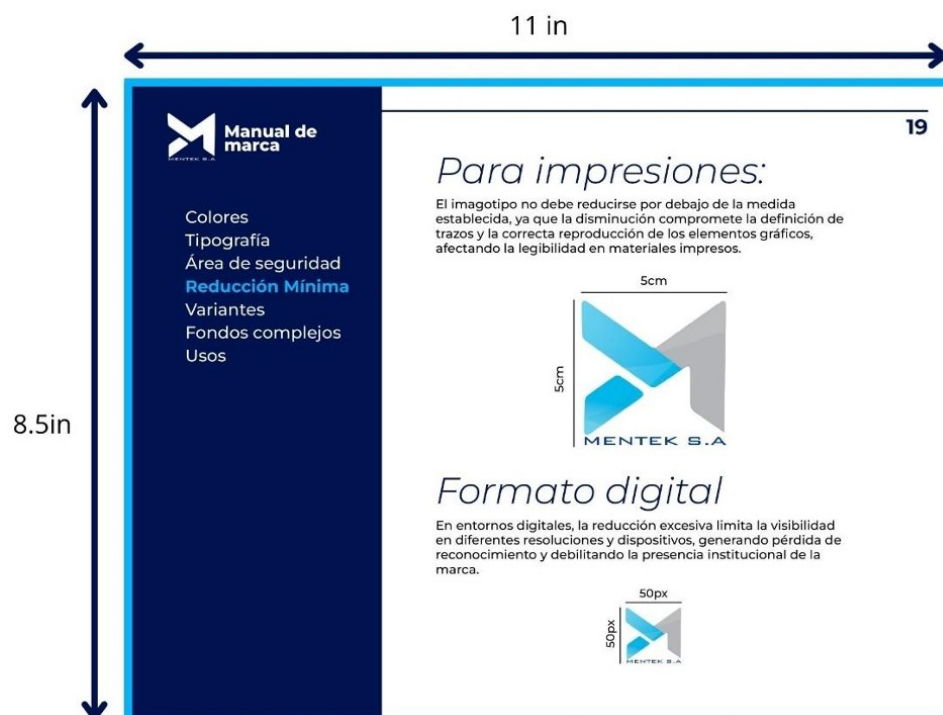 11 in
8.5in
MENTEK S.A
Manual de
marca
Colores
Tipografía
Área de seguridad
Reducción Mínima
Variantes
Fondos complejos
Usos
19
Para impresiones:
El imagotipo no debe reducirse por debajo de la medida
establecida, ya que la disminución compromete la definición de
trazos y la correcta reproducción de los elementos gráficos,
afectando la legibilidad en materiales impresos.
5cm
5cm
MENTEK S.A
Formato digital
En entornos digitales, la reducción excesiva limita la visibilidad
en diferentes resoluciones y dispositivos, generando pérdida de
reconocimiento y debilitando la presencia institucional de la
marca.
50px
50px
MENTEK S.A